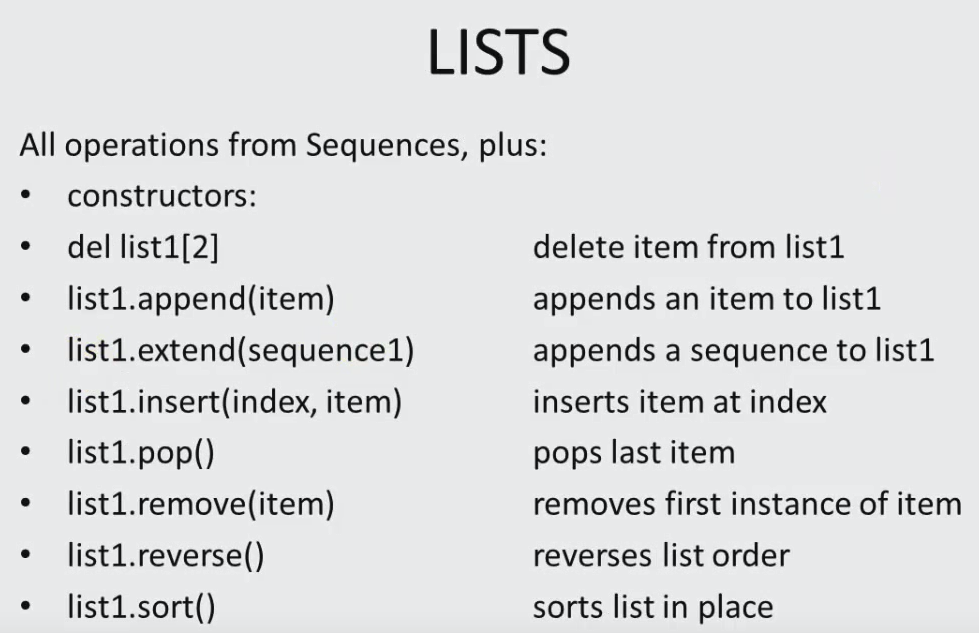 LISTS
All operations from Sequences, plus:
• constructors:
• del list1[2] delete item from list1
• list1.append(item) appends an item to list1
• list1.extend(sequence1) appends a sequence to list1
• list1.insert(index, item) inserts item at index
• list1.pop() pops last item
• list1.remove(item) removes first instance of item
• list1.reverse() reverses list order
• list1.sort() sorts list in place